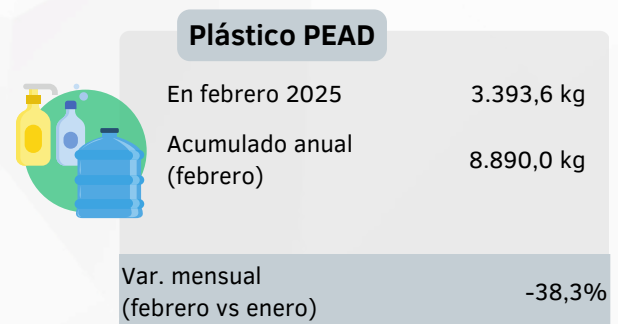 Plástico PEAD
En febrero 2025 3.393,6 kg
Acumulado anual
(febrero) 8.890,0 kg
Var. mensual
(febrero vs enero) -38,3%